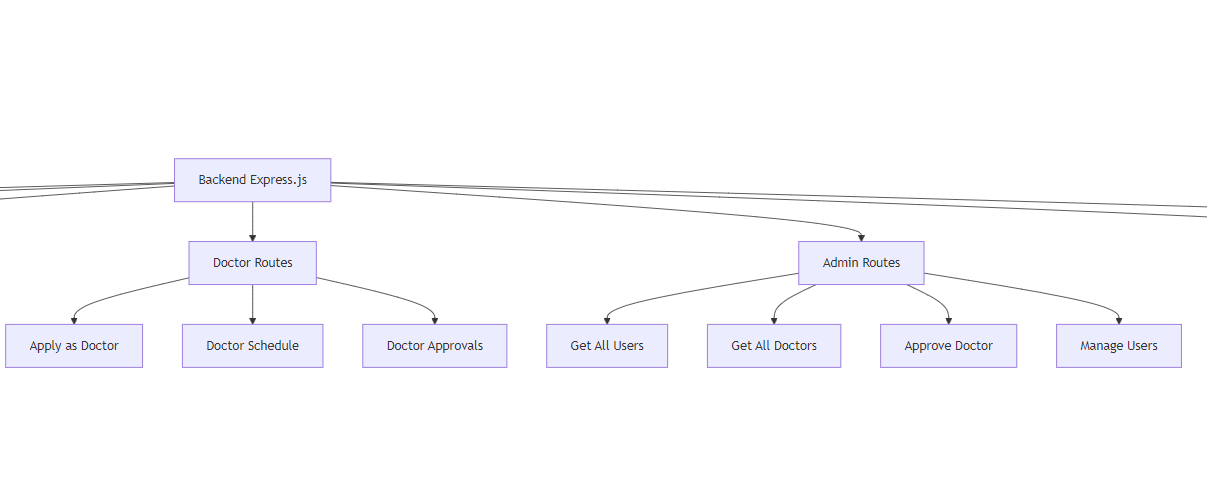 Backend Express.js
Doctor Routes
Admin Routes
Apply as Doctor
Doctor Schedule
Doctor Approvals
Get All Users
Get All Doctors
Approve Doctor
Manage Users